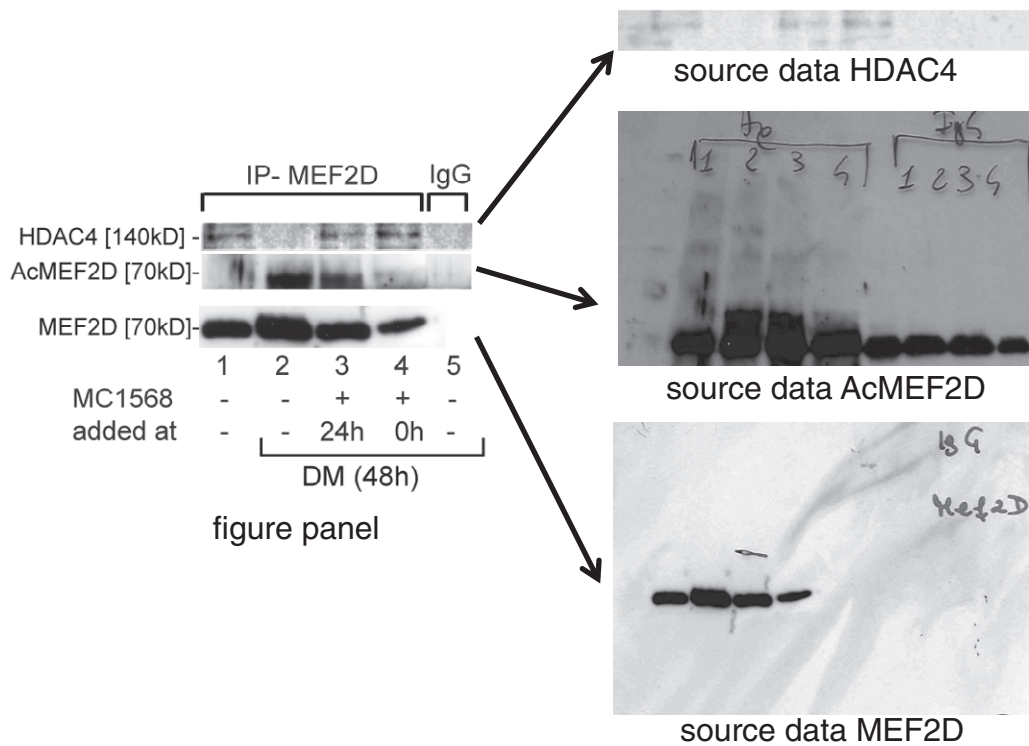 IP- MEF2D IgG
HDAC4 [140kD] -
AcMEF2D [70kD]-
MEF2D [70kD]-
1 2 3 4 5
MC1568 - - + + -
added at - - 24h 0h -
DM (48h)
figure panel
source data HDAC4
IgG
1 2 3 4
1 2 3 4
source data AcMEF2D
IgG
Mef2D
source data MEF2D